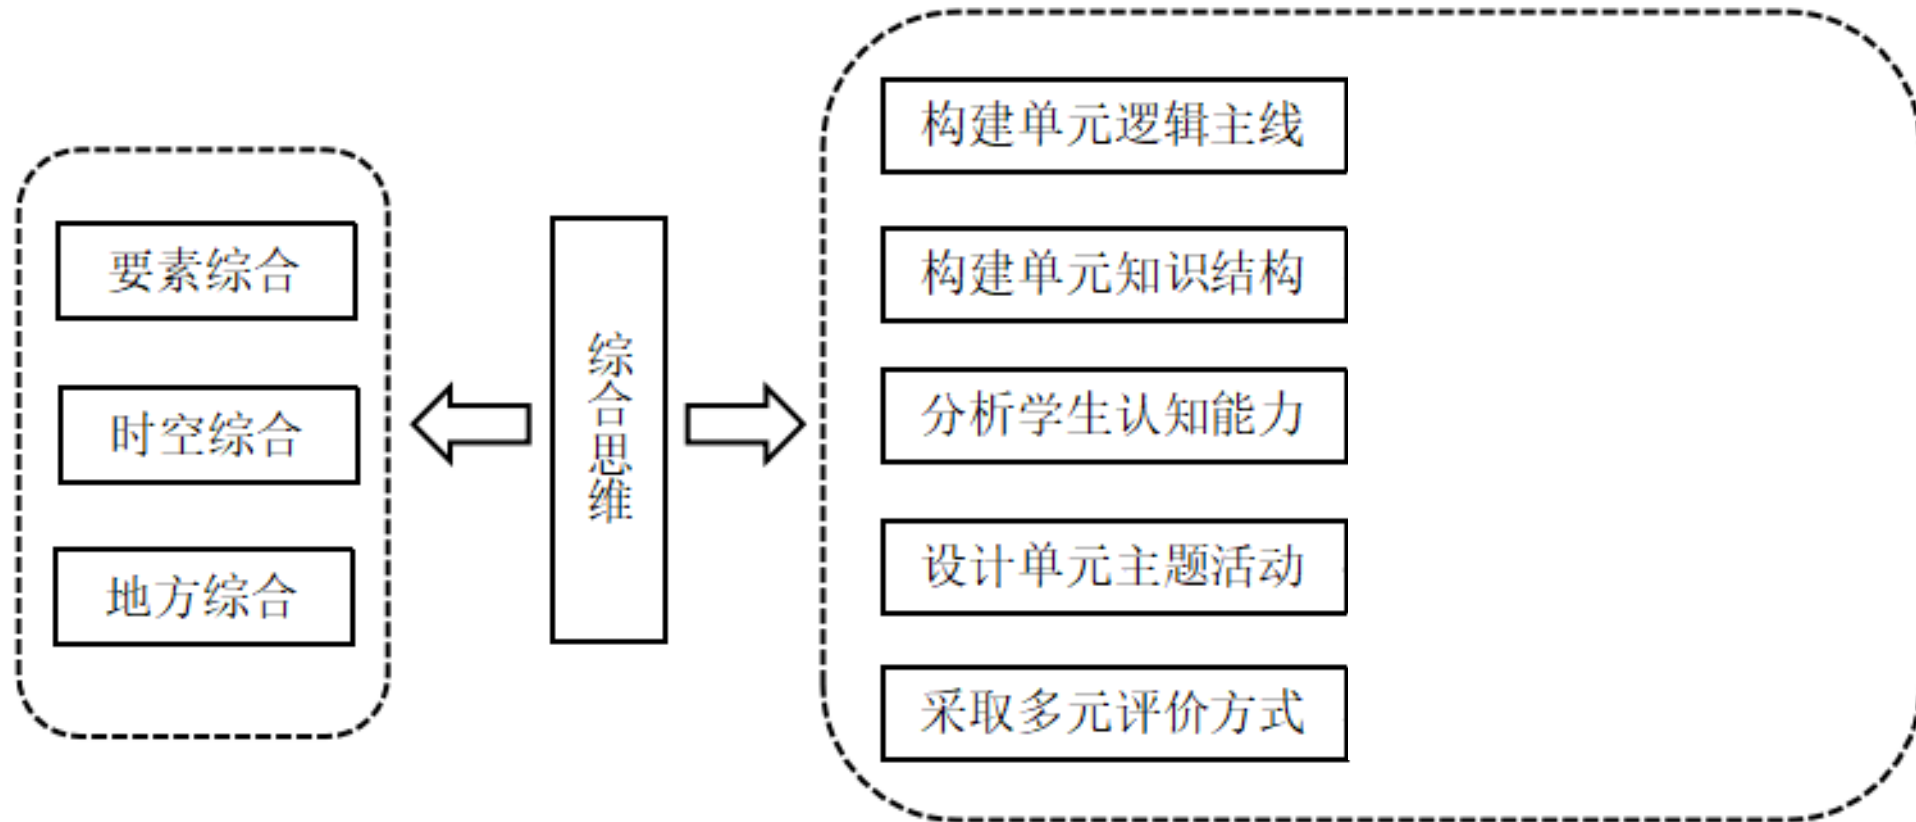 要素综合
时空综合
地方综合
综合思维
构建单元逻辑主线
构建单元知识结构
分析学生认知能力
设计单元主题活动
采取多元评价方式